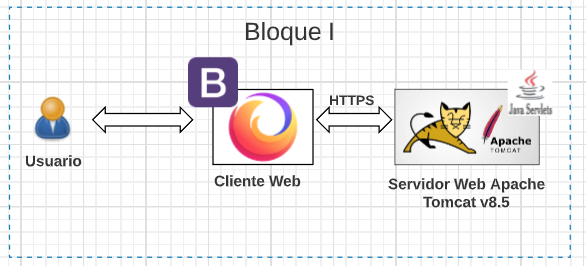 Bloque I
B
HTTPS
Java Servlets
Apache
TOMCAT
Usuario
Cliente Web
Servidor Web Apache
Tomcat v8.5